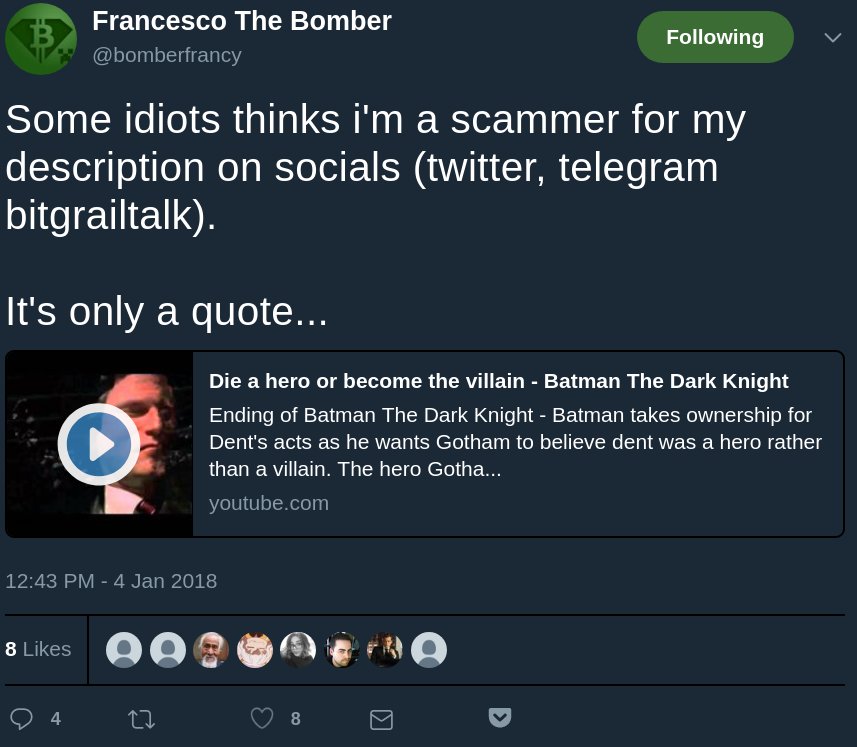 Francesco The Bomber
@bomberfrancy
Following
Some idiots thinks i'm a scammer for my
description on socials (twitter, telegram
bitgrailtalk).
It's only a quote...
Die a hero or become the villain - Batman The Dark Knight
Ending of Batman The Dark Knight - Batman takes ownership for
Dent's acts as he wants Gotham to believe dent was a hero rather
than a villain. The hero Gotha...
youtube.com
12:43 PM - 4 Jan 2018
8 Likes
4 8